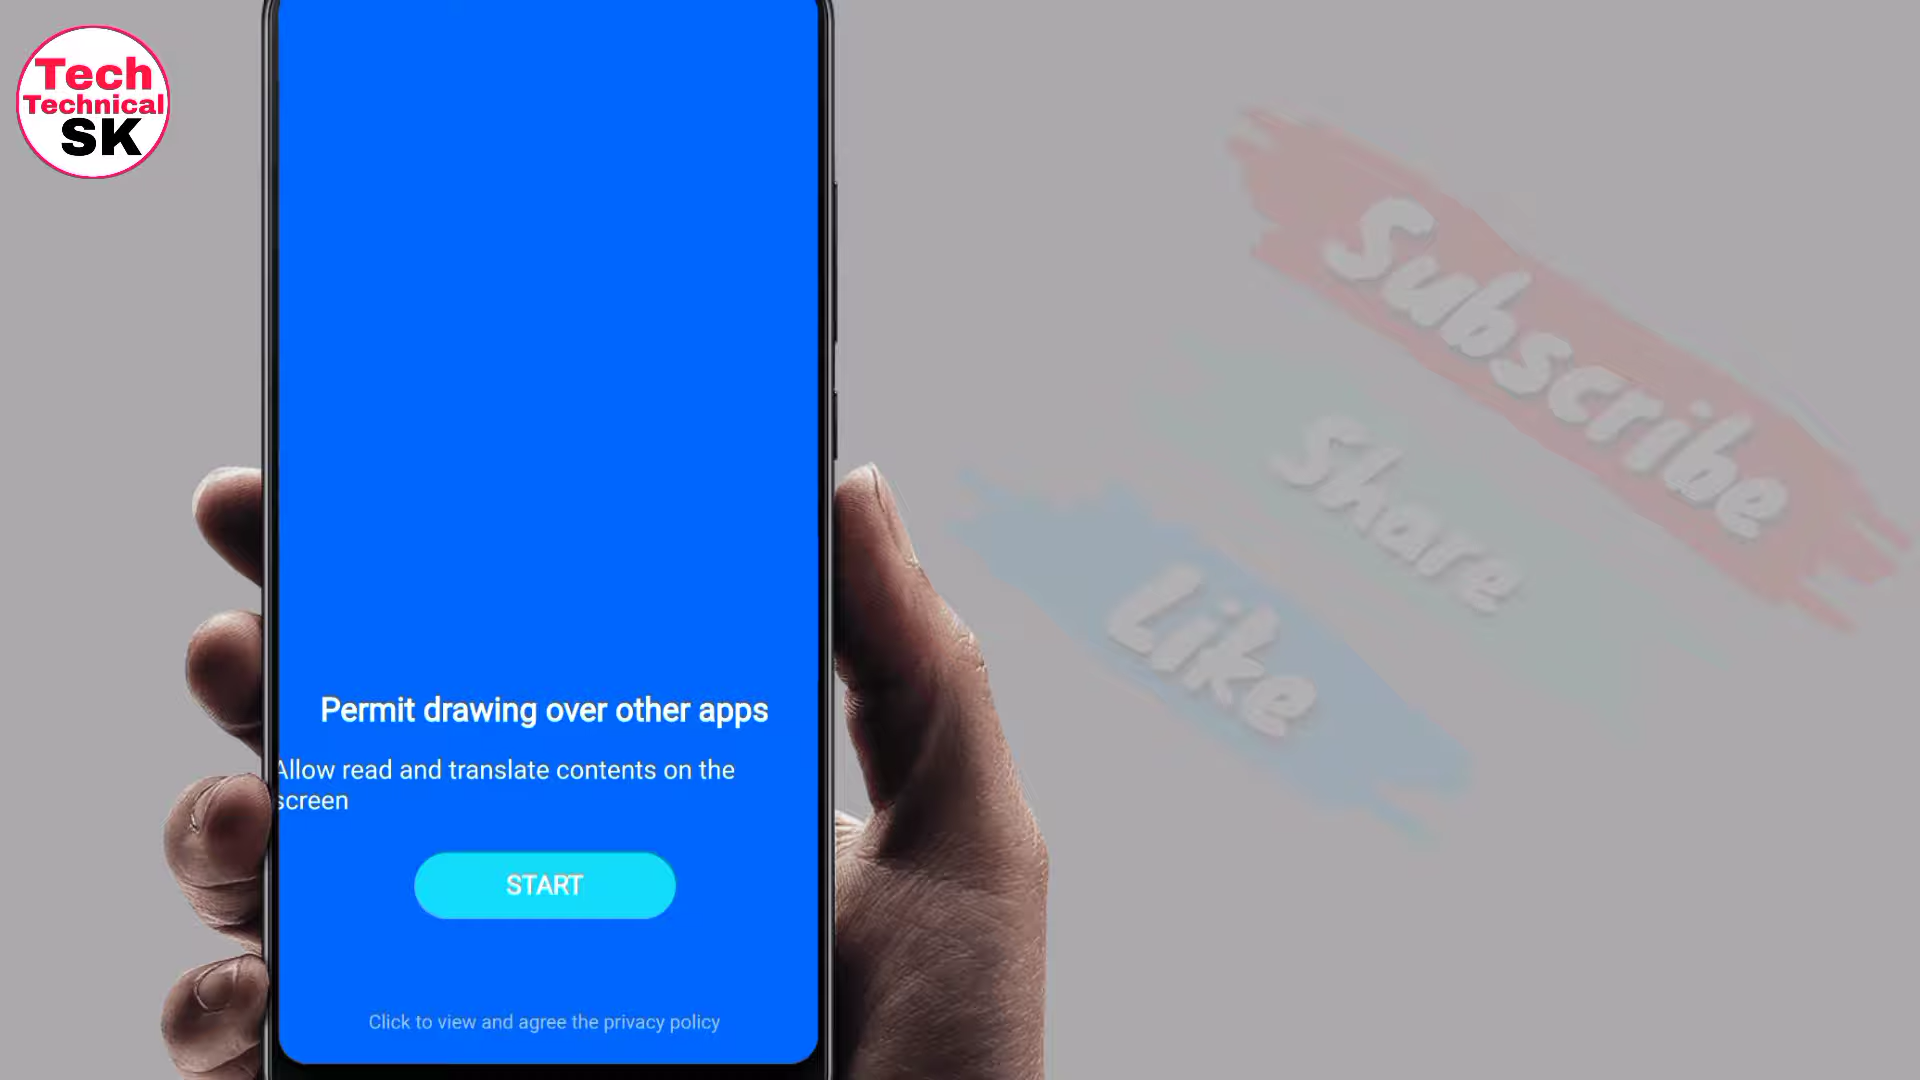 Tech
Technical
SK
Subscribe
Share
Like
Permit drawing over other apps
Allow read and translate contents on the
screen
START
Click to view and agree the privacy policy